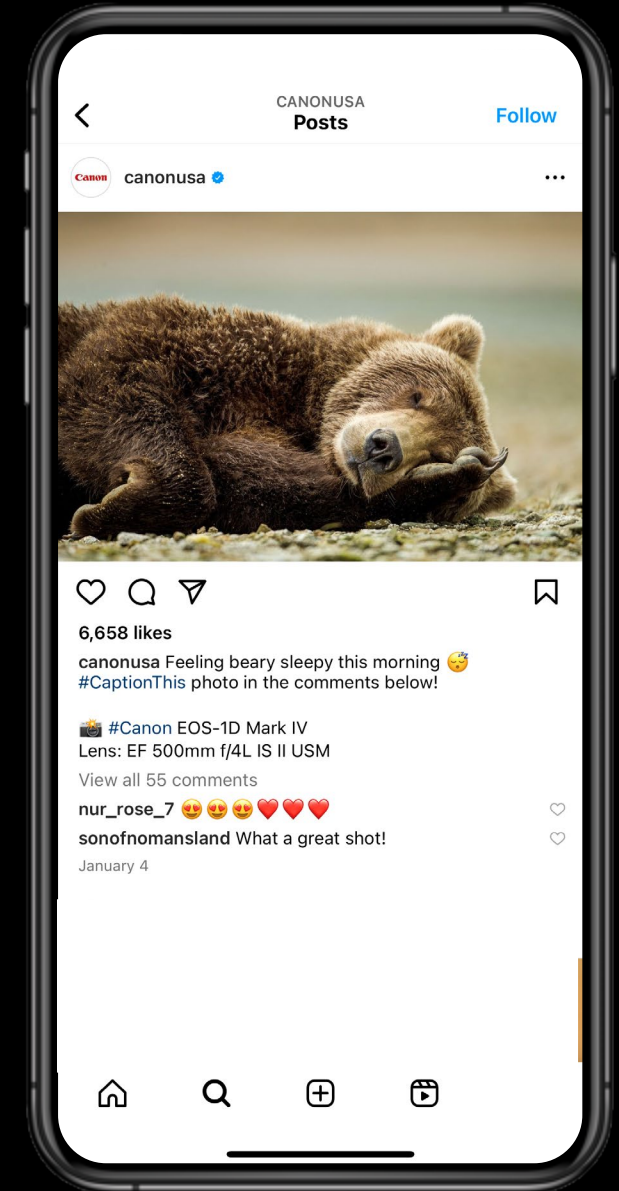 CANONUSA
Posts
Follow
Canon
canonusa
6,658 likes
canonusa Feeling beary sleepy this morning 😴
#CaptionThis photo in the comments below!
📸 #Canon EOS-1D Mark IV
Lens: EF 500mm f/4L IS II USM
View all 55 comments
nur_rose_7 😍😍😍❤️❤️❤️
sonofnomansland What a great shot!
January 4